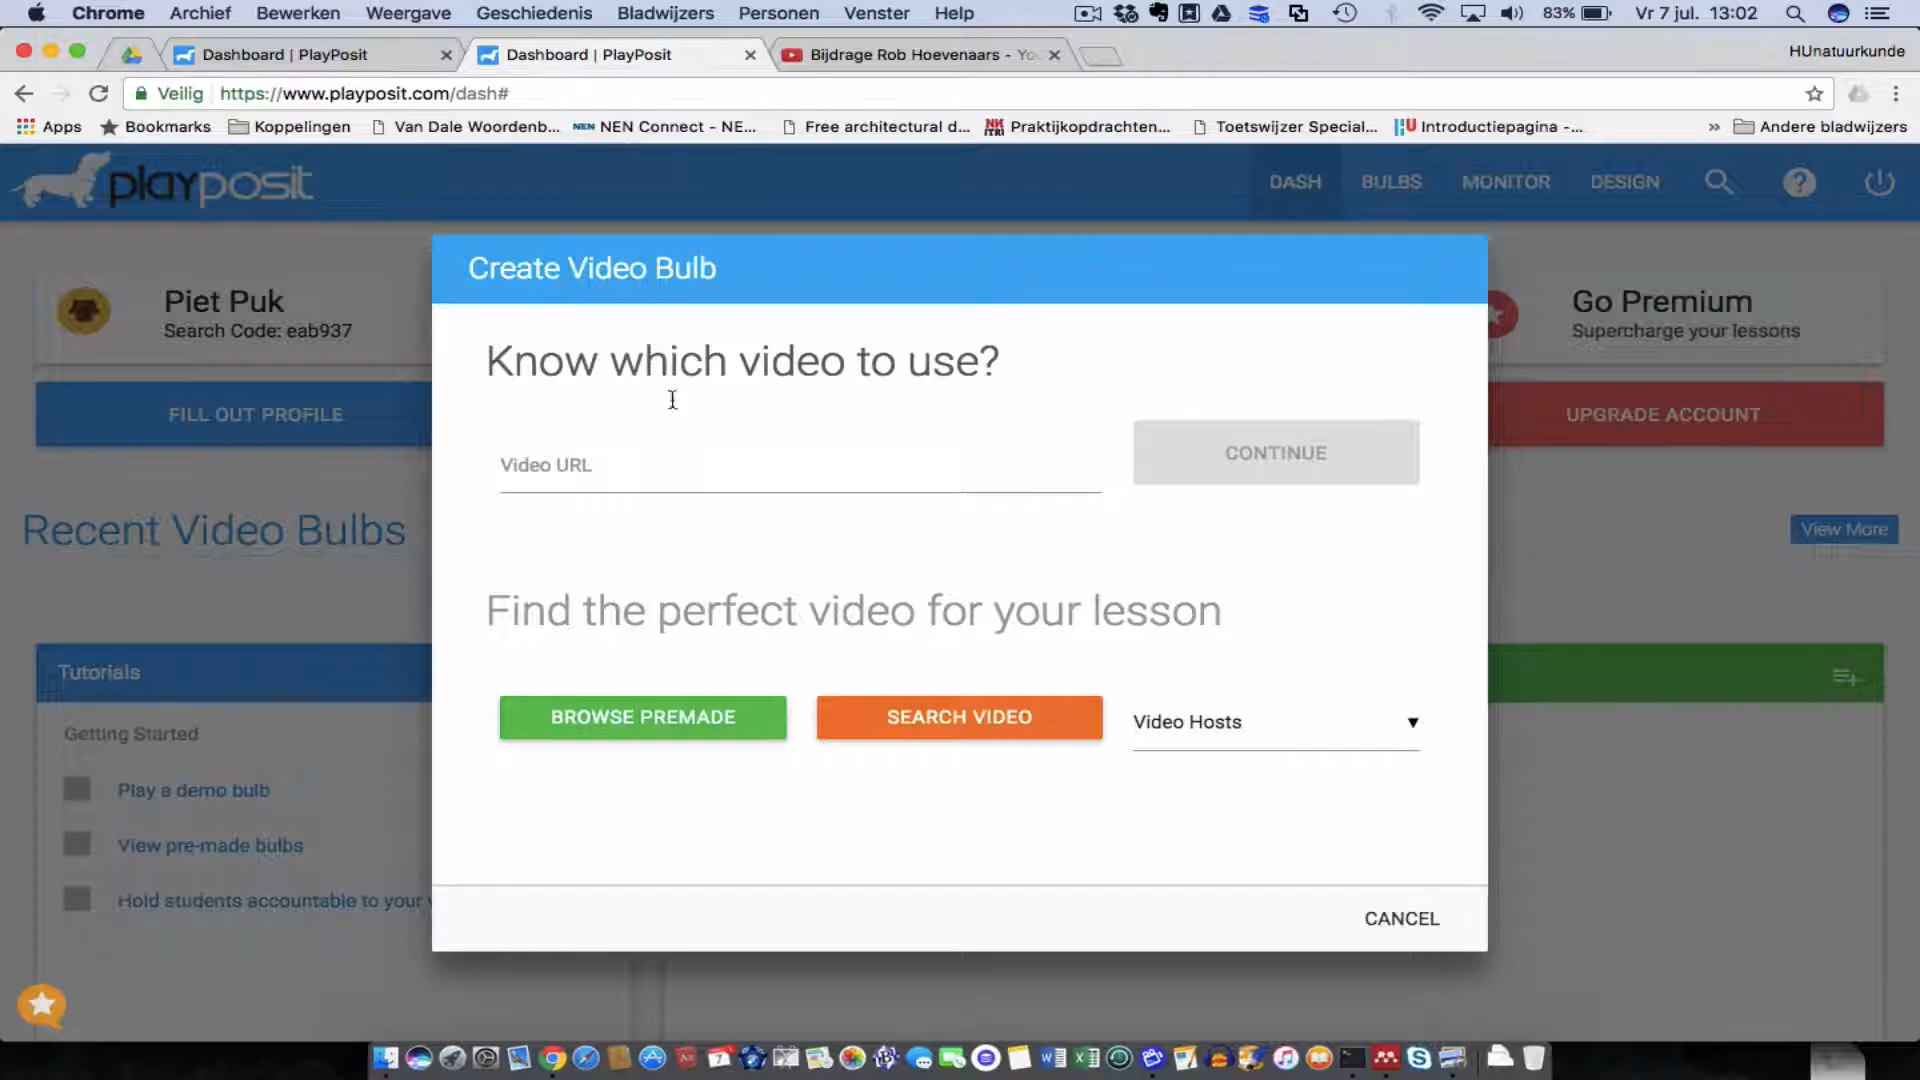 Chrome Archief Bewerken Weergave Geschiedenis Bladwijzers Personen Venster Help 83% Vr 7 jul. 13:02
Dashboard | PlayPosit Dashboard | PlayPosit Bijdrage Rob Hoevenaars - Yo HUnatuurkunde
Veilig https://www.playposit.com/dash#
Apps Bookmarks Koppelingen Van Dale Woordenb... NEN NEN Connect - NE... Free architectural d... Praktijkopdrachten... Toetswijzer Special... Introductiepagina -... » Andere bladwijzers
playposit DASH BULBS MONITOR DESIGN
Create Video Bulb
Piet Puk
Search Code: eab937
Go Premium
Supercharge your lessons
Know which video to use?
FILL OUT PROFILE
UPGRADE ACCOUNT
Video URL
CONTINUE
Recent Video Bulbs
View More
Find the perfect video for your lesson
Tutorials
BROWSE PREMADE SEARCH VIDEO Video Hosts
Getting Started
Play a demo bulb
View pre-made bulbs
Hold students accountable to your
CANCEL